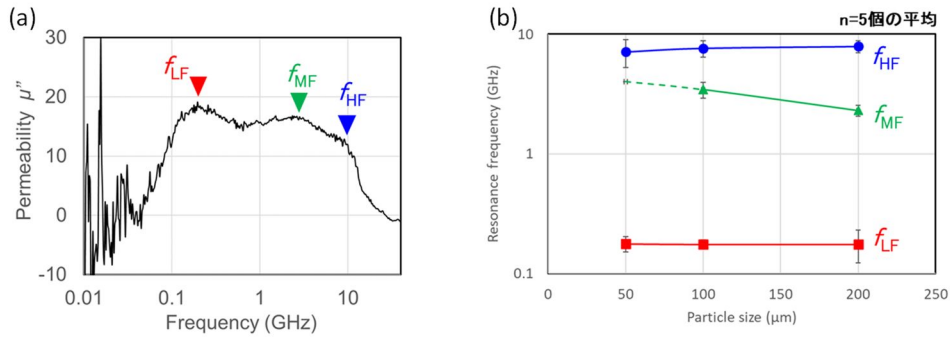 (a)
Permeability μ”
30
20
10
0
-10
0.01
0.1
1
10
Frequency (GHz)
fLF
fMF
fHF
(b)
n=5個の平均
Resonance frequency (GHz)
10
1
0.1
0
50
100
150
200
250
Particle size (μm)
fHF
fMF
fLF